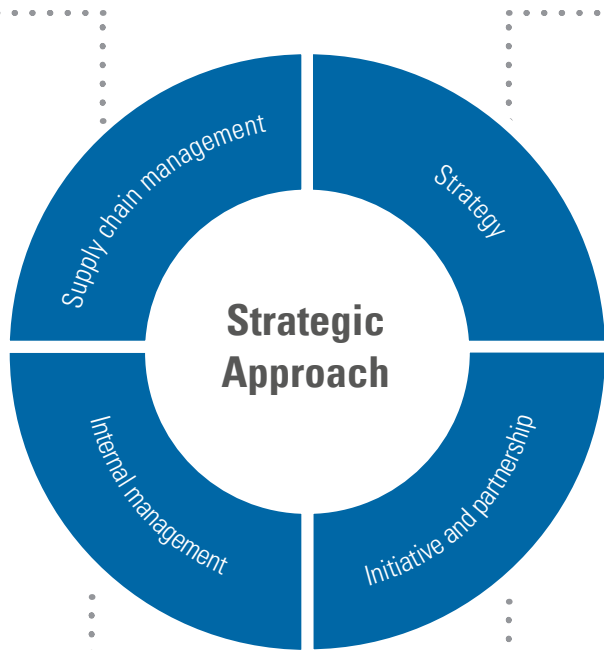 Supply chain management
Strategy
Strategic
Approach
Internal management
Initiative and partnership